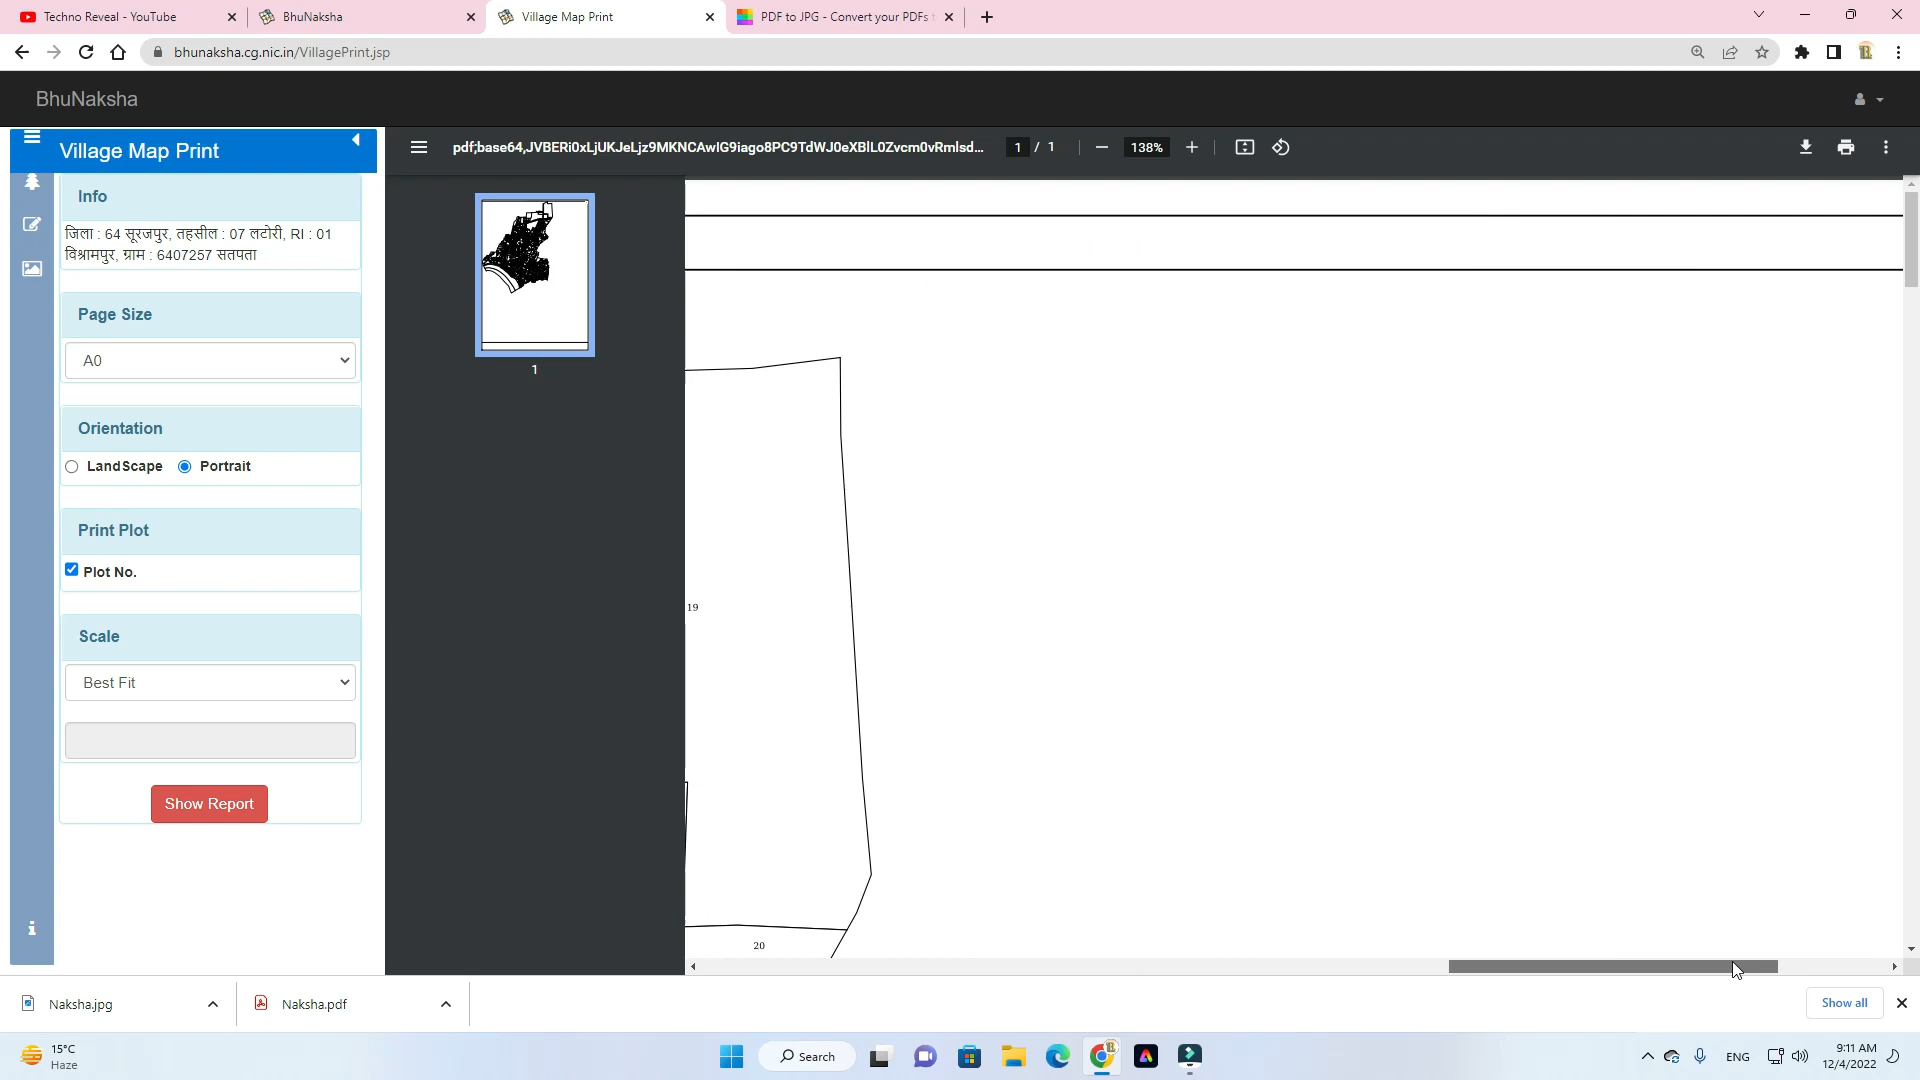 Techno Reveal - YouTube
BhuNaksha
Village Map Print
PDF to JPG - Convert your PDFs t
bhunaksha.cg.nic.in/VillagePrint.jsp
BhuNaksha
Village Map Print
pdf;base64,JVBERi0xLjUKJeLjz9MKNCAwIG9iago8PC9TdWJ0eXBlL0Zvcm0vRmlsd...
1 / 1
138%
Info
जिला : 64 सूरजपुर, तहसील : 07 लटोरी, RI : 01
विश्रामपुर, ग्राम : 6407257 सतपता
Page Size
A0
1
Orientation
LandScape
Portrait
Print Plot
Plot No.
19
Scale
Best Fit
Show Report
20
Naksha.jpg
Naksha.pdf
Show all
15°C
Haze
Search
ENG
9:11 AM
12/4/2022